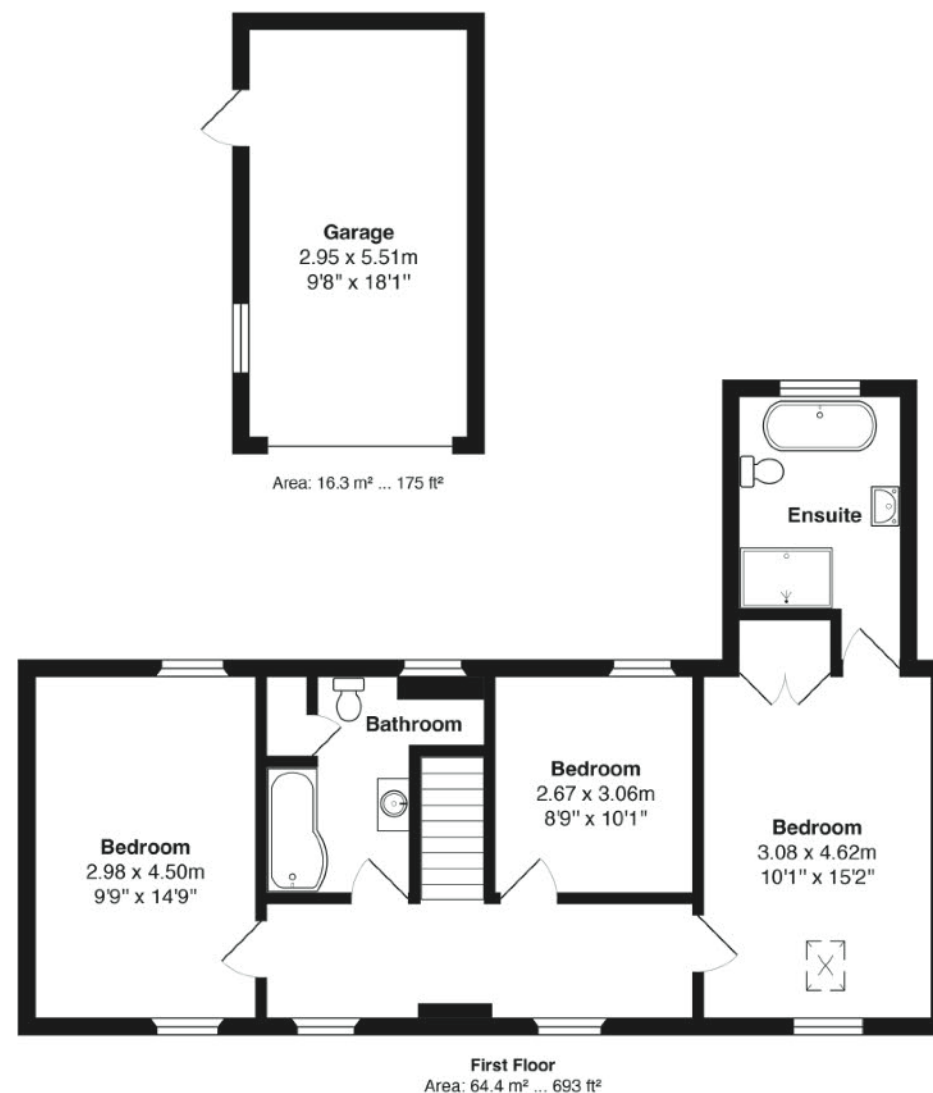 Garage
2.95 x 5.51m
9'8" x 18'1"
Area: 16.3 m² ... 175 ft²
Ensuite
Bathroom
Bedroom
2.67 x 3.06m
8'9" x 10'1"
Bedroom
3.08 x 4.62m
10'1" x 15'2"
Bedroom
2.98 x 4.50m
9'9" x 14'9"
First Floor
Area: 64.4 m² ... 693 ft²